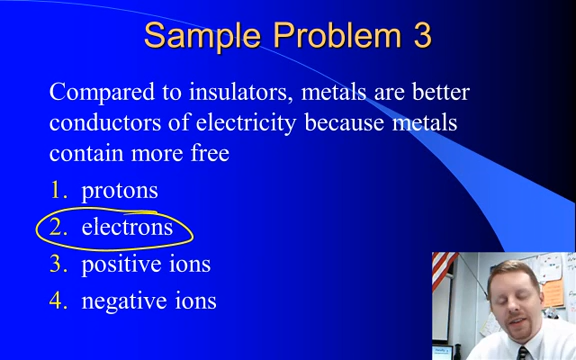 Sample Problem 3
Compared to insulators, metals are better
conductors of electricity because metals
contain more free
1. protons
2. electrons
3. positive ions
4. negative ions